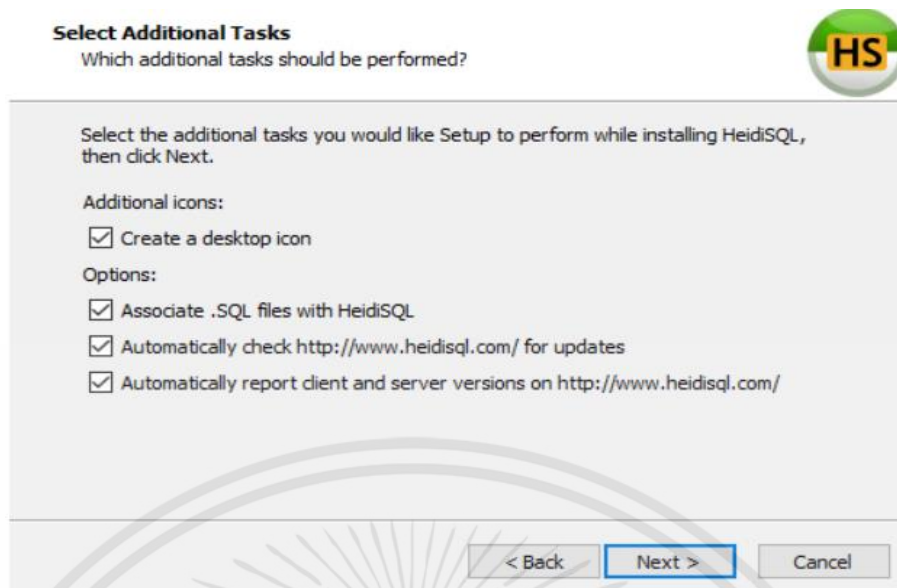 Select Additional Tasks
Which additional tasks should be performed?
HS
Select the additional tasks you would like Setup to perform while installing HeidiSQL,
then click Next.
Additional icons:
Create a desktop icon
Options:
Associate .SQL files with HeidiSQL
Automatically check http://www.heidisql.com/ for updates
Automatically report client and server versions on http://www.heidisql.com/
< Back Next > Cancel